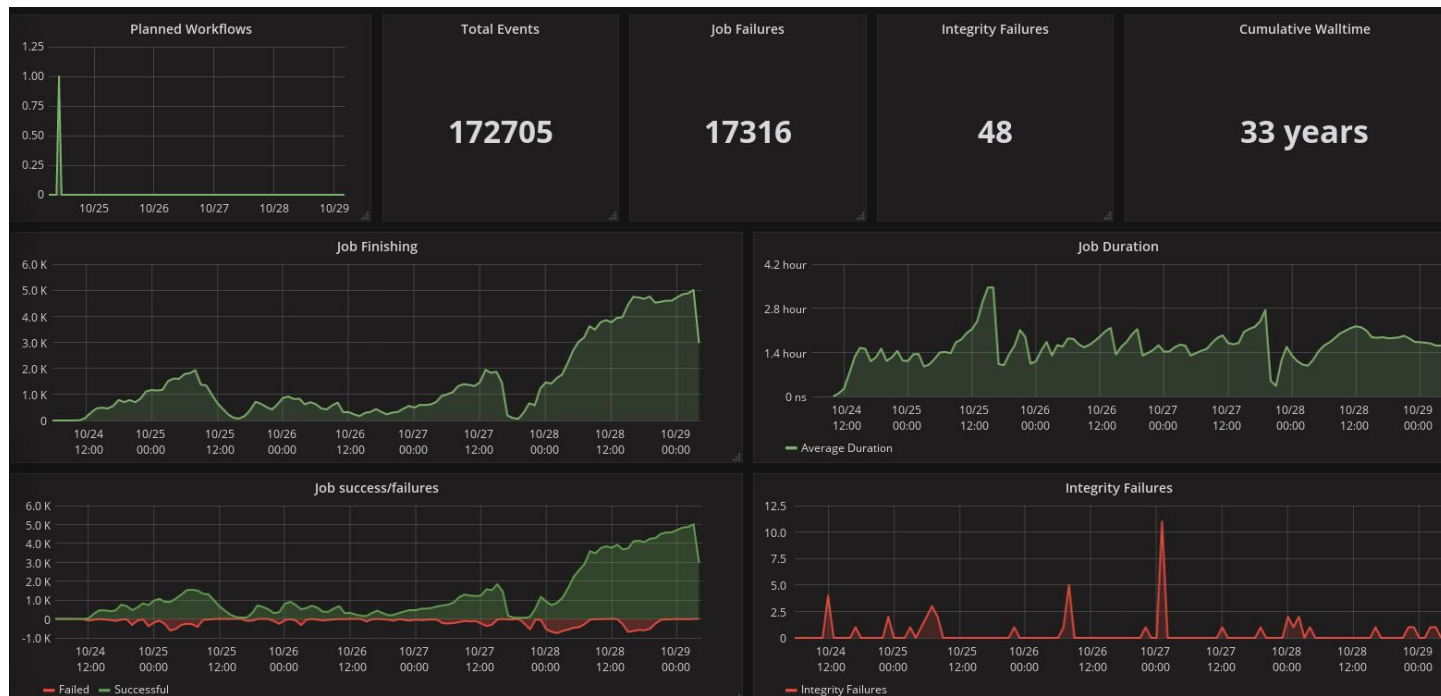 Planned Workflows
1.25
1.00
0.75
0.50
0.25
0
10/25 10/26 10/27 10/28 10/29
Total Events
172705
Job Failures
17316
Integrity Failures
48
Cumulative Walltime
33 years
Job Finishing
6.0 K
5.0 K
4.0 K
3.0 K
2.0 K
1.0 K
0
10/24 10/25 10/25 10/26 10/26 10/27 10/27 10/28 10/28 10/29
12:00 00:00 12:00 00:00 12:00 00:00 12:00 00:00 12:00 00:00
Job Duration
4.2 hour
2.8 hour
1.4 hour
0 ns
10/24 10/25 10/25 10/26 10/26 10/27 10/27 10/28 10/28 10/29
12:00 00:00 12:00 00:00 12:00 00:00 12:00 00:00 12:00 00:00
Average Duration
Job success/failures
6.0 K
5.0 K
4.0 K
3.0 K
2.0 K
1.0 K
0
-1.0 K
10/24 10/25 10/25 10/26 10/26 10/27 10/27 10/28 10/28 10/29
12:00 00:00 12:00 00:00 12:00 00:00 12:00 00:00 12:00 00:00
Failed Successful
Integrity Failures
12.5
10.0
7.5
5.0
2.5
0
10/24 10/25 10/25 10/26 10/26 10/27 10/27 10/28 10/28 10/29
12:00 00:00 12:00 00:00 12:00 00:00 12:00 00:00 12:00 00:00
Integrity Failures